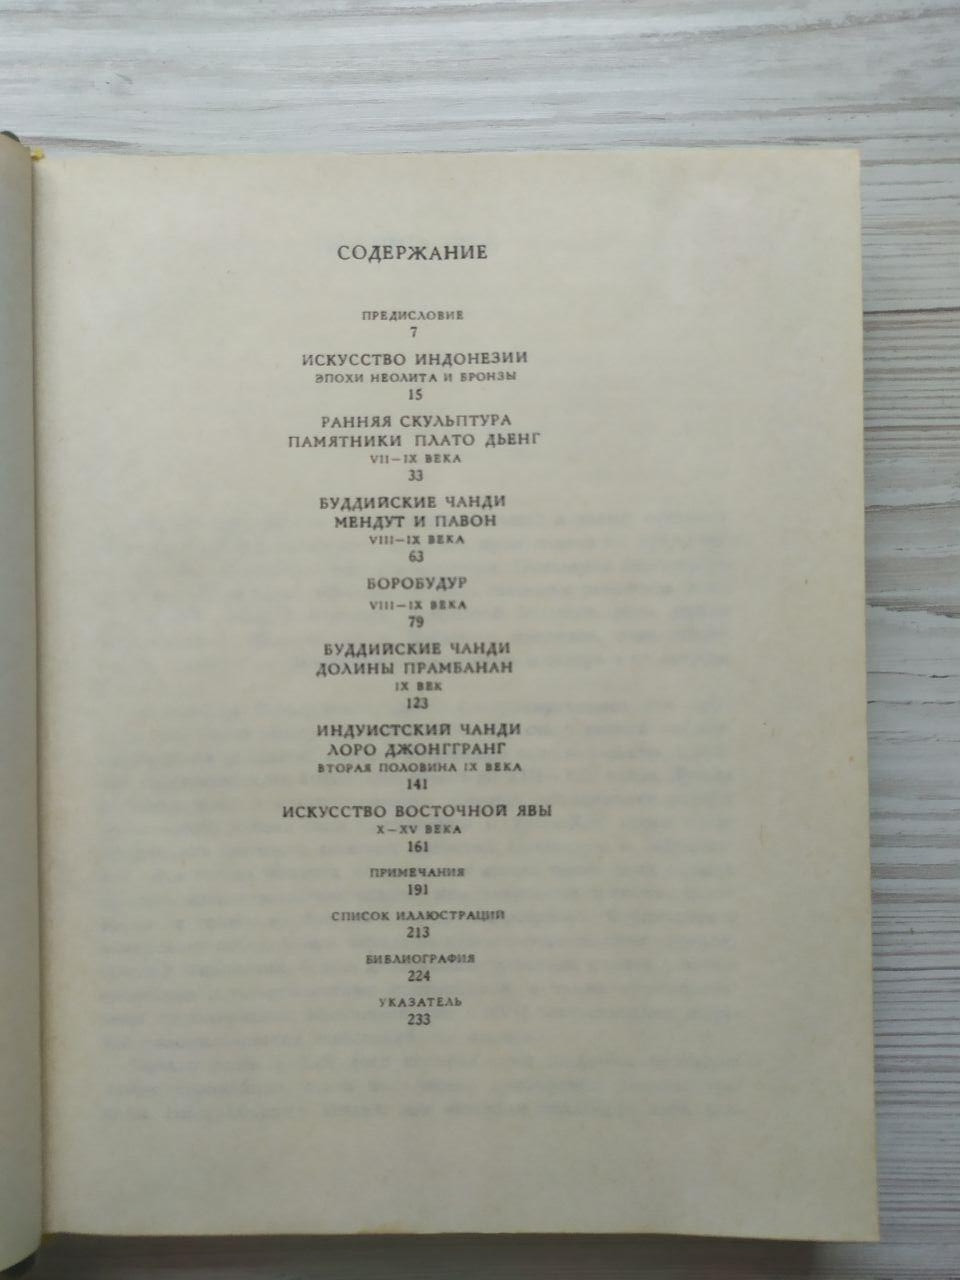 СОДЕРЖАНИЕ
ПРЕДИСЛОВИЕ
7
ИСКУССТВО ИНДОНЕЗИИ
ЭПОХИ НЕОЛИТА И БРОНЗЫ
15
РАННЯЯ СКУЛЬПТУРА
ПАМЯТНИКИ ПЛАТО ДЬЕНГ
VII—IX ВЕКА
33
БУДДИЙСКИЕ ЧАНДИ
МЕНДУТ И ПАВОН
VIII—IX ВЕКА
63
БОРОБУДУР
VIII—IX ВЕКА
79
БУДДИЙСКИЕ ЧАНДИ
ДОЛИНЫ ПРАМБАНАН
IX ВЕК
123
ИНДУИСТСКИЙ ЧАНДИ
ЛОРО ДЖОНГГРАНГ
ВТОРАЯ ПОЛОВИНА IX ВЕКА
141
ИСКУССТВО ВОСТОЧНОЙ ЯВЫ
X—XV ВЕКА
161
ПРИМЕЧАНИЯ
191
СПИСОК ИЛЛЮСТРАЦИЙ
213
БИБЛИОГРАФИЯ
224
УКАЗАТЕЛЬ
233